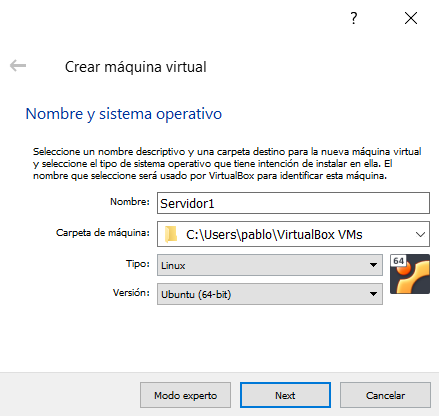 ?
Crear máquina virtual
Nombre y sistema operativo
Seleccione un nombre descriptivo y una carpeta destino para la nueva máquina virtual
y seleccione el tipo de sistema operativo que tiene intención de instalar en ella. El
nombre que seleccione será usado por VirtualBox para identificar esta máquina.
Nombre: Servidor1
Carpeta de máquina: C:\Users\pablo\VirtualBox VMs
Tipo: Linux
64
Versión: Ubuntu (64-bit)
Modo experto Next Cancelar